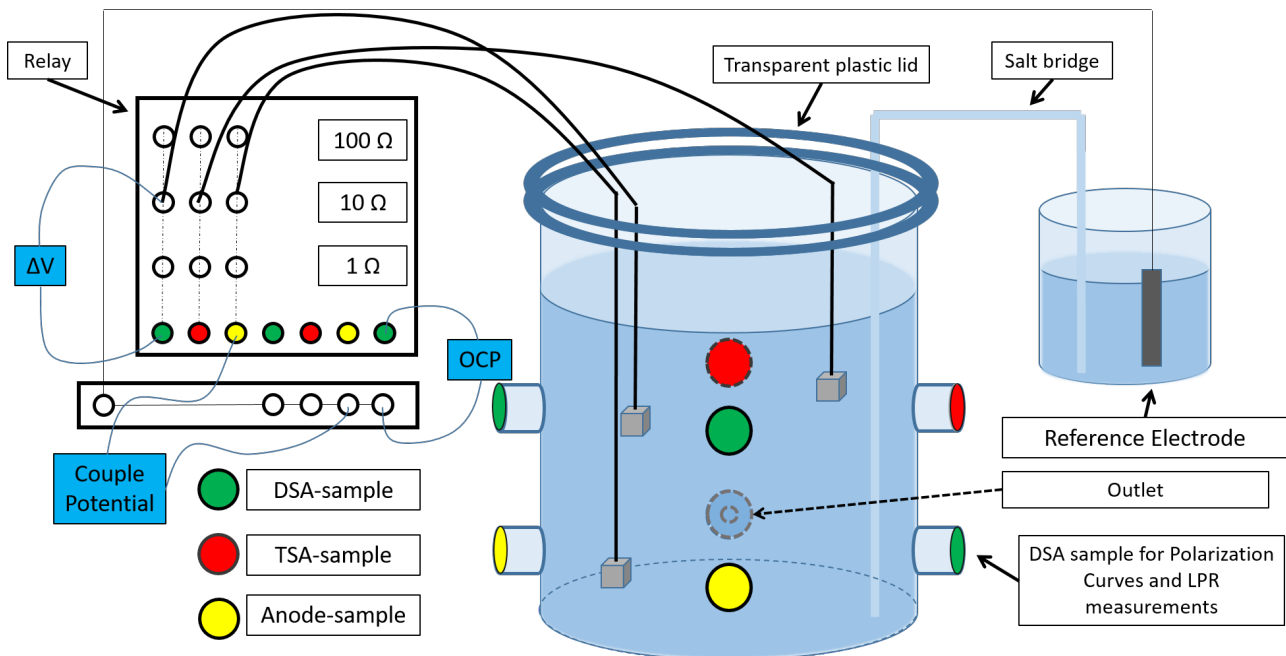 Relay
100 Ω
10 Ω
1 Ω
ΔV
OCP
Couple
Potential
DSA-sample
TSA-sample
Anode-sample
Transparent plastic lid
Salt bridge
Reference Electrode
Outlet
DSA sample for Polarization
Curves and LPR
measurements